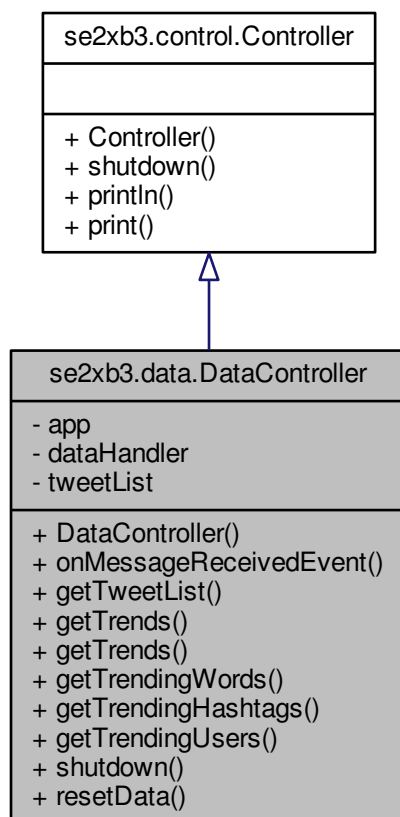 se2xb3.control.Controller
+ Controller()
+ shutdown()
+ println()
+ print()
se2xb3.data.DataController
- app
- dataHandler
- tweetList
+ DataController()
+ onMessageReceivedEvent()
+ getTweetList()
+ getTrends()
+ getTrends()
+ getTrendingWords()
+ getTrendingHashtags()
+ getTrendingUsers()
+ shutdown()
+ resetData()